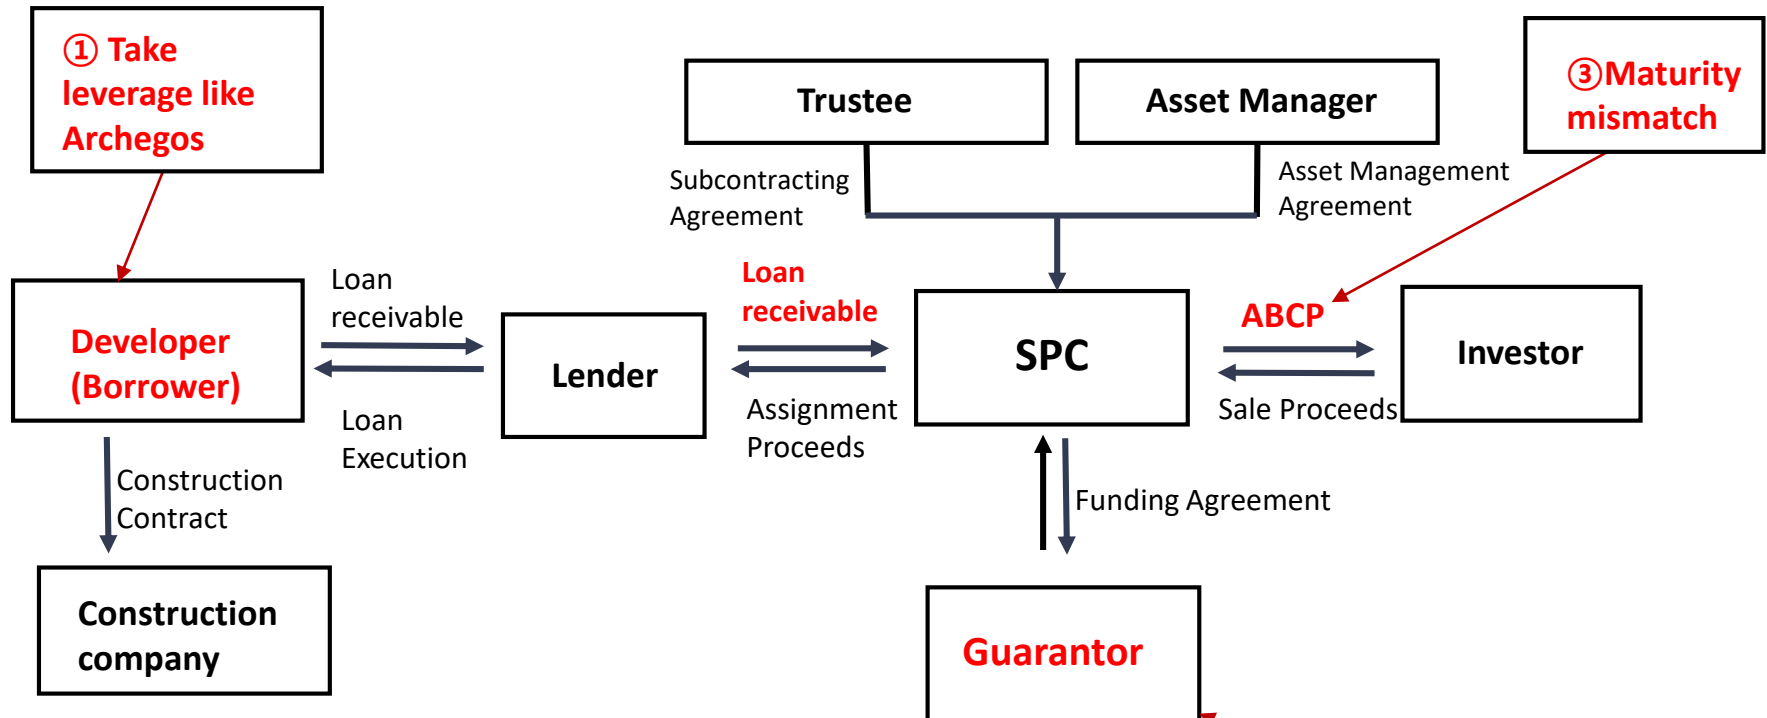 ① Take
leverage like
Archegos
Trustee
Asset Manager
③Maturity
mismatch
Subcontracting
Agreement
Asset Management
Agreement
Developer
(Borrower)
Loan
receivable
Loan
Execution
Lender
Loan
receivable
Assignment
Proceeds
SPC
ABCP
Sale Proceeds
Investor
Construction
Contract
Funding Agreement
Construction
company
Guarantor